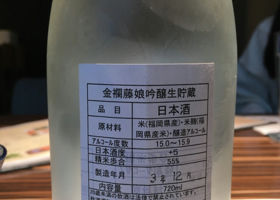 金襴藤娘吟醸生貯蔵
品目 日本酒
原材料 米(福岡県産)・米麹(福
岡県産米)・醸造アルコール
アルコール度数 15.0～15.9
日本酒度 +5
精米歩合 55%
製造年月 3年12月
内容量 720ml